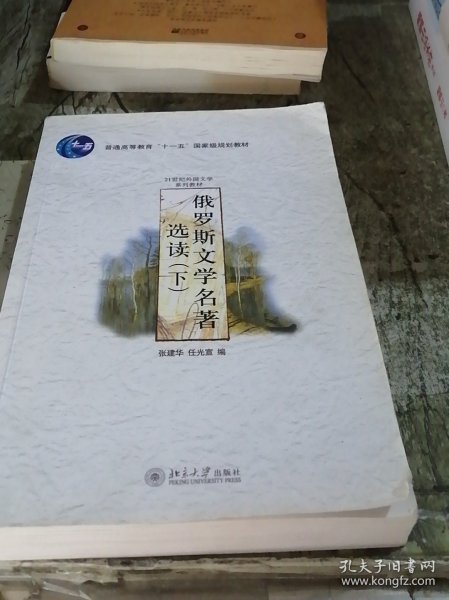 十一五
普通高等教育“十一五”国家级规划教材
21世纪外国文学
系列教材
俄罗斯文学名著
选读(下)
张建华 任光宣 编
北京大学出版社
PEKING UNIVERSITY PRESS
孔夫子旧书网
www.kongfz.com